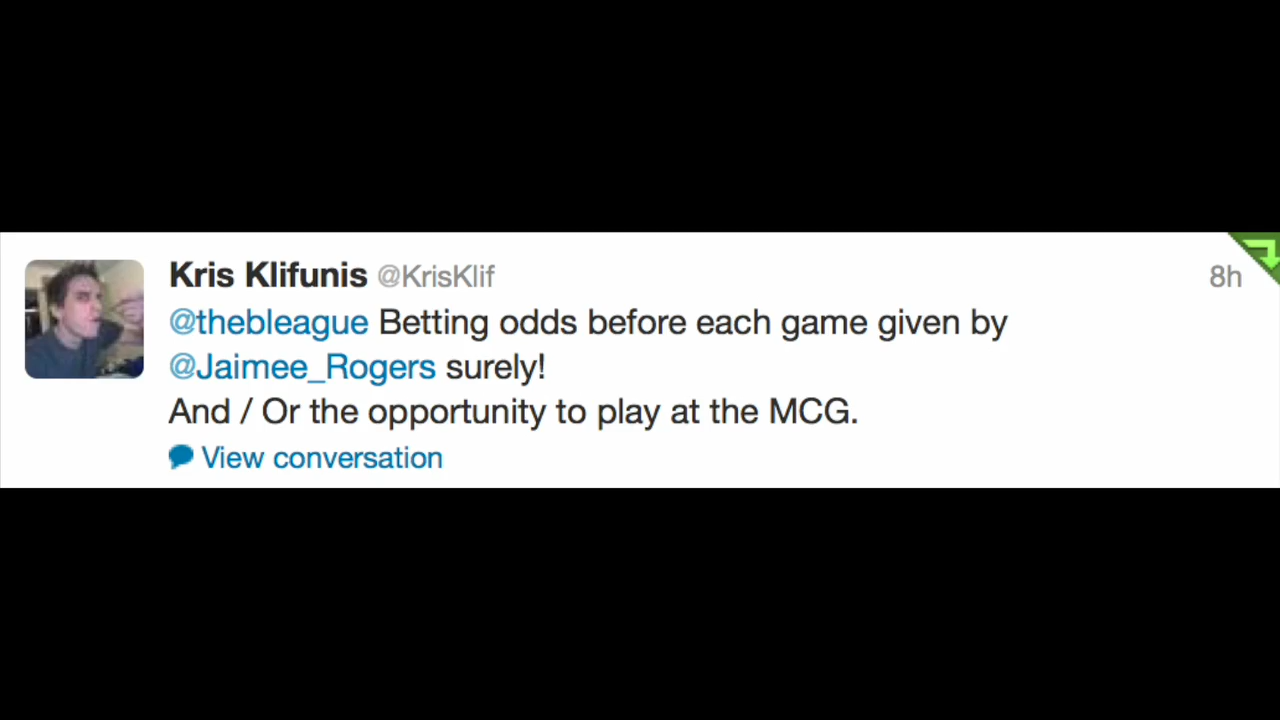 Kris Klifunis @KrisKlif 8h
@thebleague Betting odds before each game given by
@Jaimee_Rogers surely!
And / Or the opportunity to play at the MCG.
View conversation